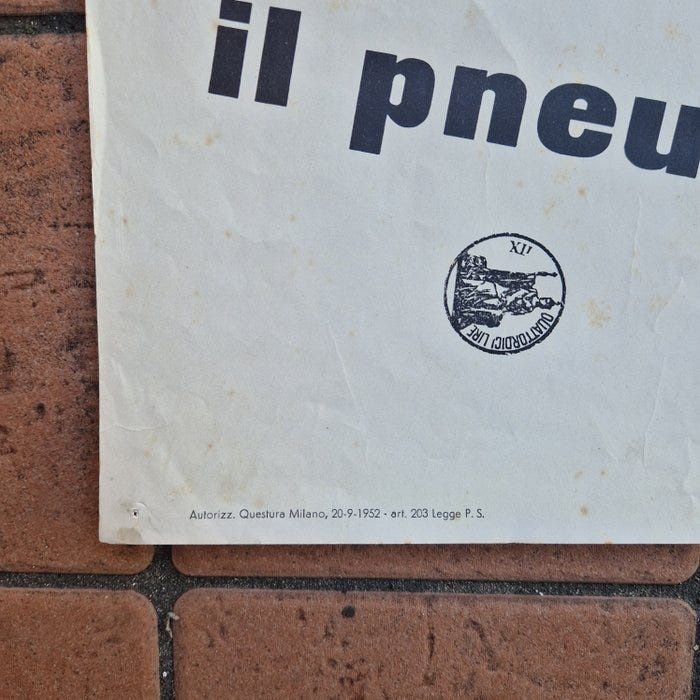 il pneu
XII
QUATTORDICI LIRE
Autorizz. Questura Milano, 20-9-1952 - art. 203 Legge P. S.